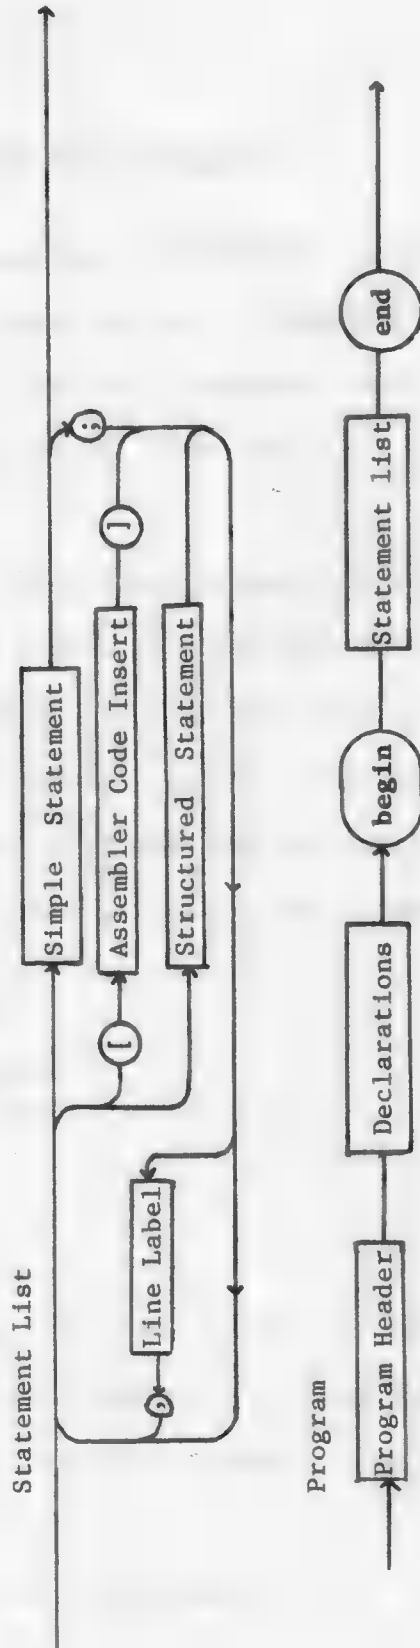 Statement List
Simple Statement
;
[
Assembler Code Insert
]
Structured Statement
Line Label
,
Program
Program Header
Declarations
begin
Statement list
end